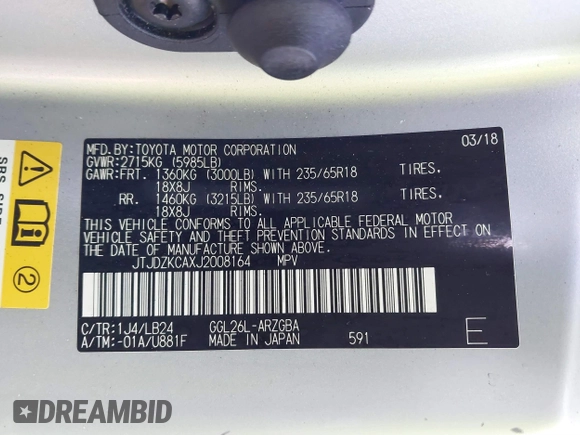 MFD.BY:TOYOTA MOTOR CORPORATION 03/18
GVWR:2715KG (5985LB)
GAWR:FRT. 1360KG (3000LB) WITH 235/65R18 TIRES.
18X8J RIMS.
RR. 1460KG (3215LB) WITH 235/65R18 TIRES.
18X8J RIMS.
THIS VEHICLE CONFORMS TO ALL APPLICABLE FEDERAL MOTOR
VEHICLE SAFETY AND THEFT PREVENTION STANDARDS IN EFFECT ON
THE DATE OF MANUFACTURE SHOWN ABOVE.
JTJDZKCAXJ2008164 MPV
C/TR:1J4/LB24 GGL26L-ARZGBA
A/TM:-01A/U881F MADE IN JAPAN 591 E
SRS SIDE
2
DREAMBID